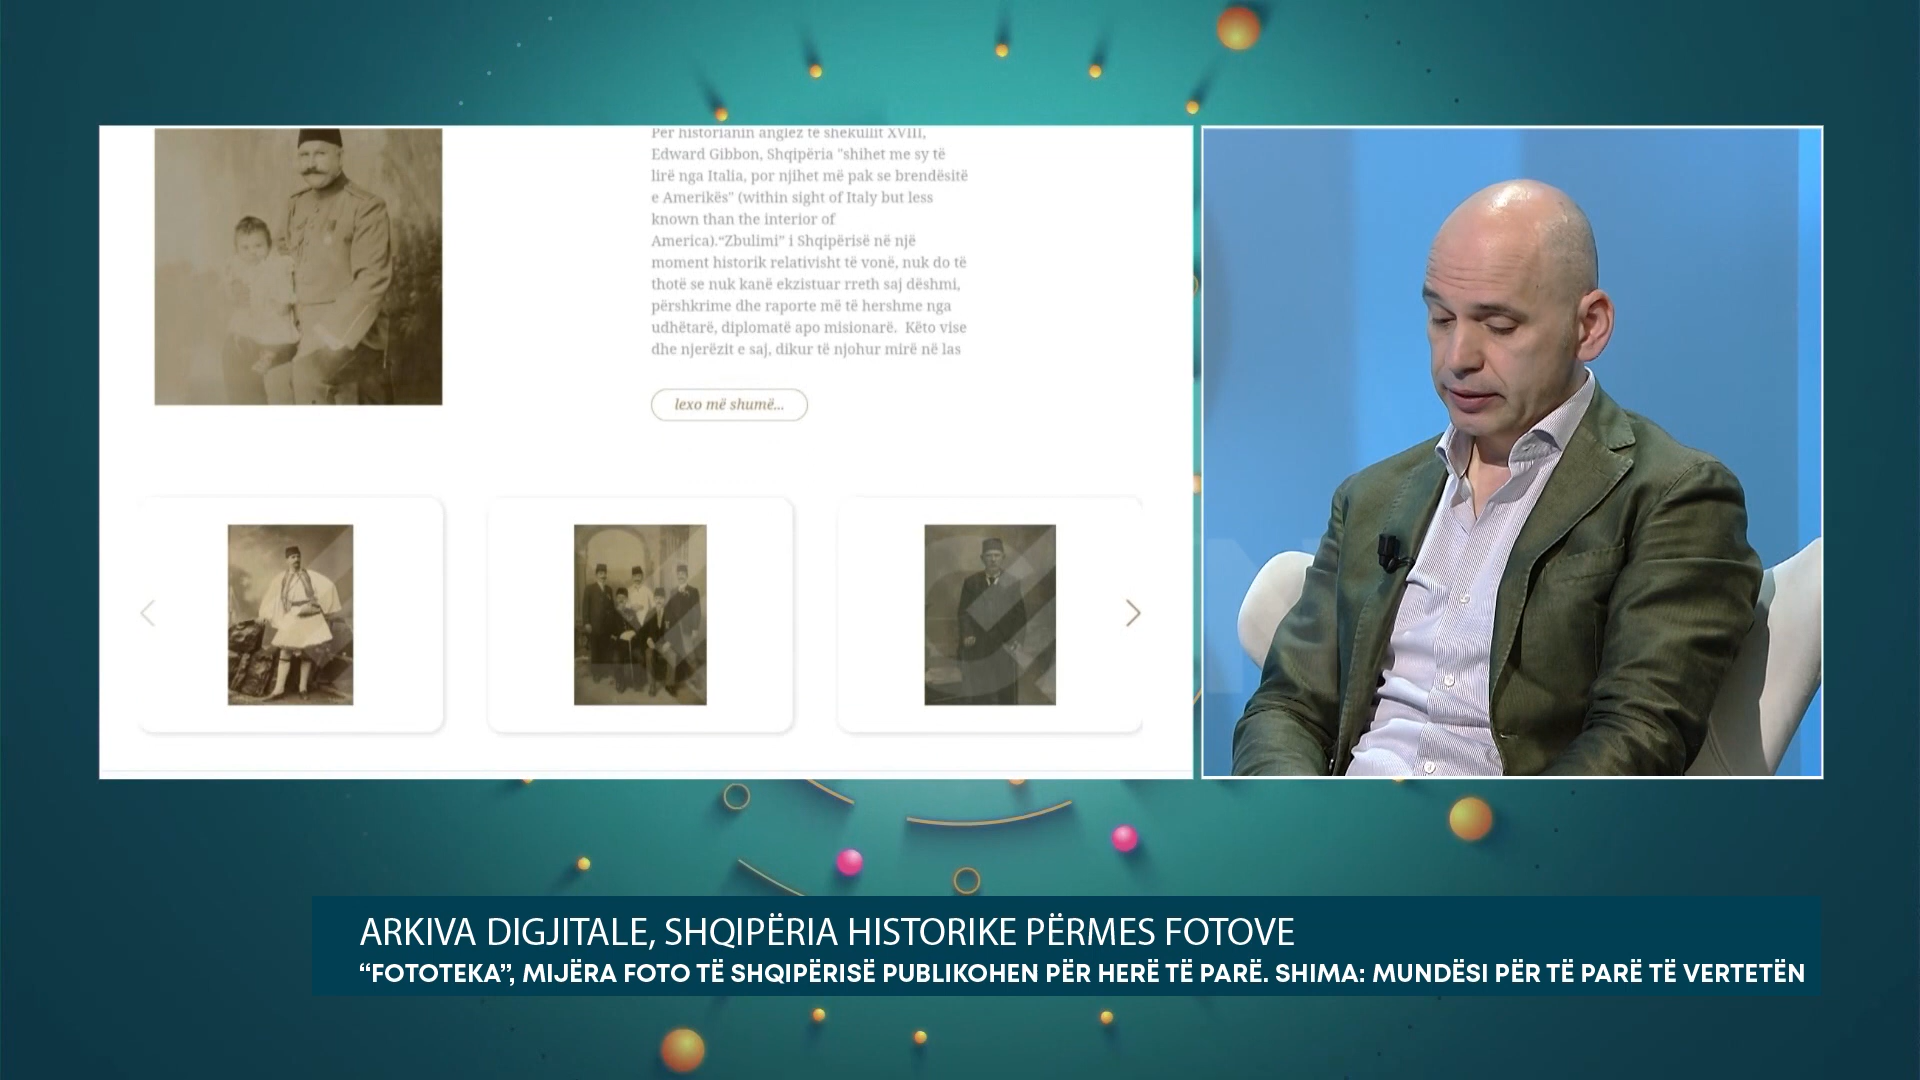 Për historianin anglez të shekullit XVIII,
Edward Gibbon, Shqipëria "shihet me sy të
lirë nga Italia, por njihet më pak se brendësitë
e Amerikës" (within sight of Italy but less
known than the interior of
America).“Zbulimi” i Shqipërisë në një
moment historik relativisht të vonë, nuk do të
thotë se nuk kanë ekzistuar rreth saj dëshmi,
përshkrime dhe raporte më të hershme nga
udhëtarë, diplomatë apo misionarë. Këto vise
dhe njerëzit e saj, dikur të njohur mirë në las
lexo më shumë...
ARKIVA DIGJITALE, SHQIPËRIA HISTORIKE PËRMES FOTOVE
“FOTOTEKA”, MIJËRA FOTO TË SHQIPËRISË PUBLIKOHEN PËR HERË TË PARË. SHIMA: MUNDËSI PËR TË PARË TË VERTETËN